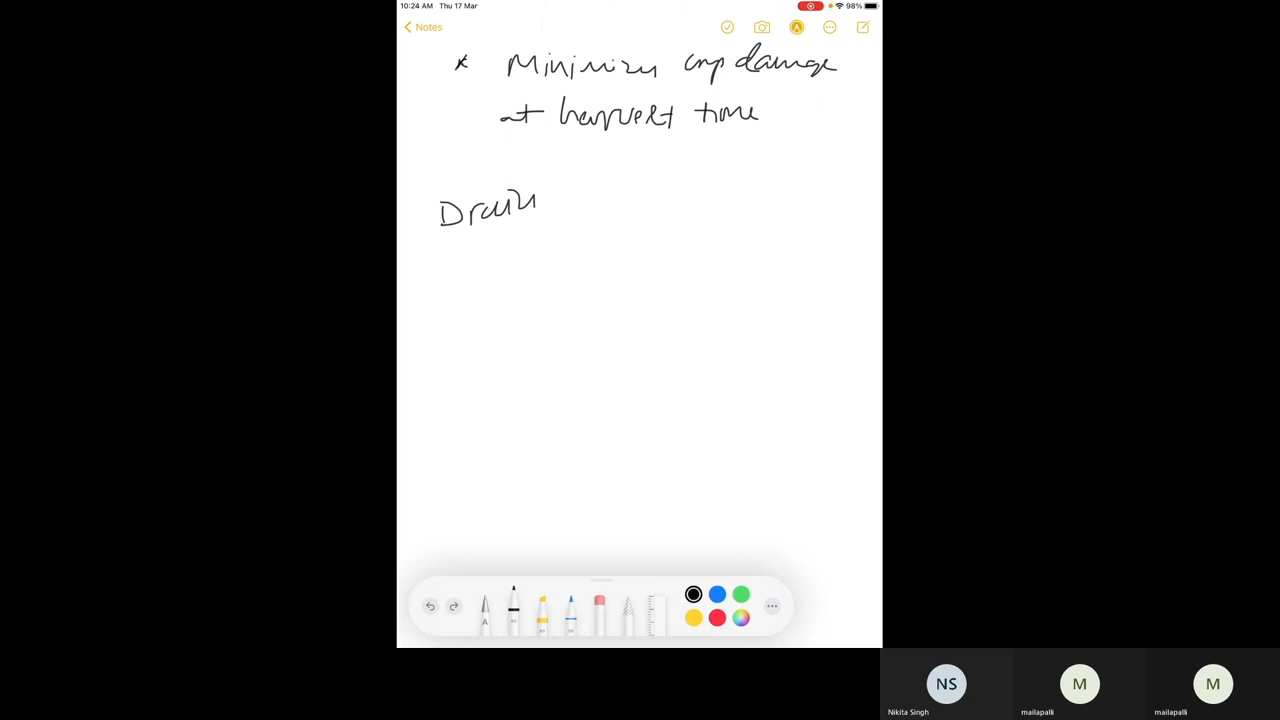 10:24 AM Thu 17 Mar
98%
Notes
* Minimizu crop damage
at harvest time
Drain
A
NS
M
M
Nikita Singh
mailapalli
mailapalli